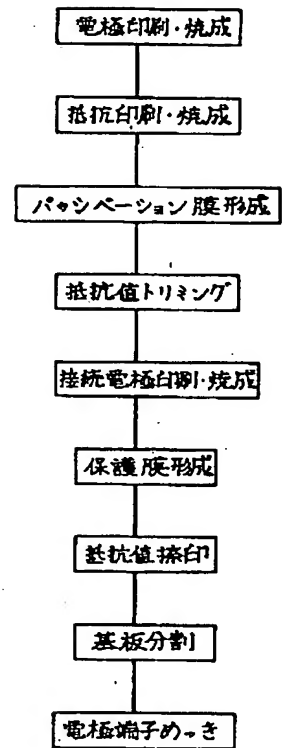 電極印刷・焼成
抵抗印刷・焼成
パッシベーション膜形成
抵抗値トリミング
接続電極印刷・焼成
保護膜形成
抵抗値捺印
基板分割
電極端子めっき